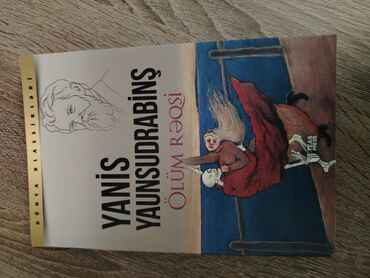 DÜNYA KLASSİKLƏRİ
YANİS
YAUNSUDRABİNŞ
ÖLÜM RƏQSİ